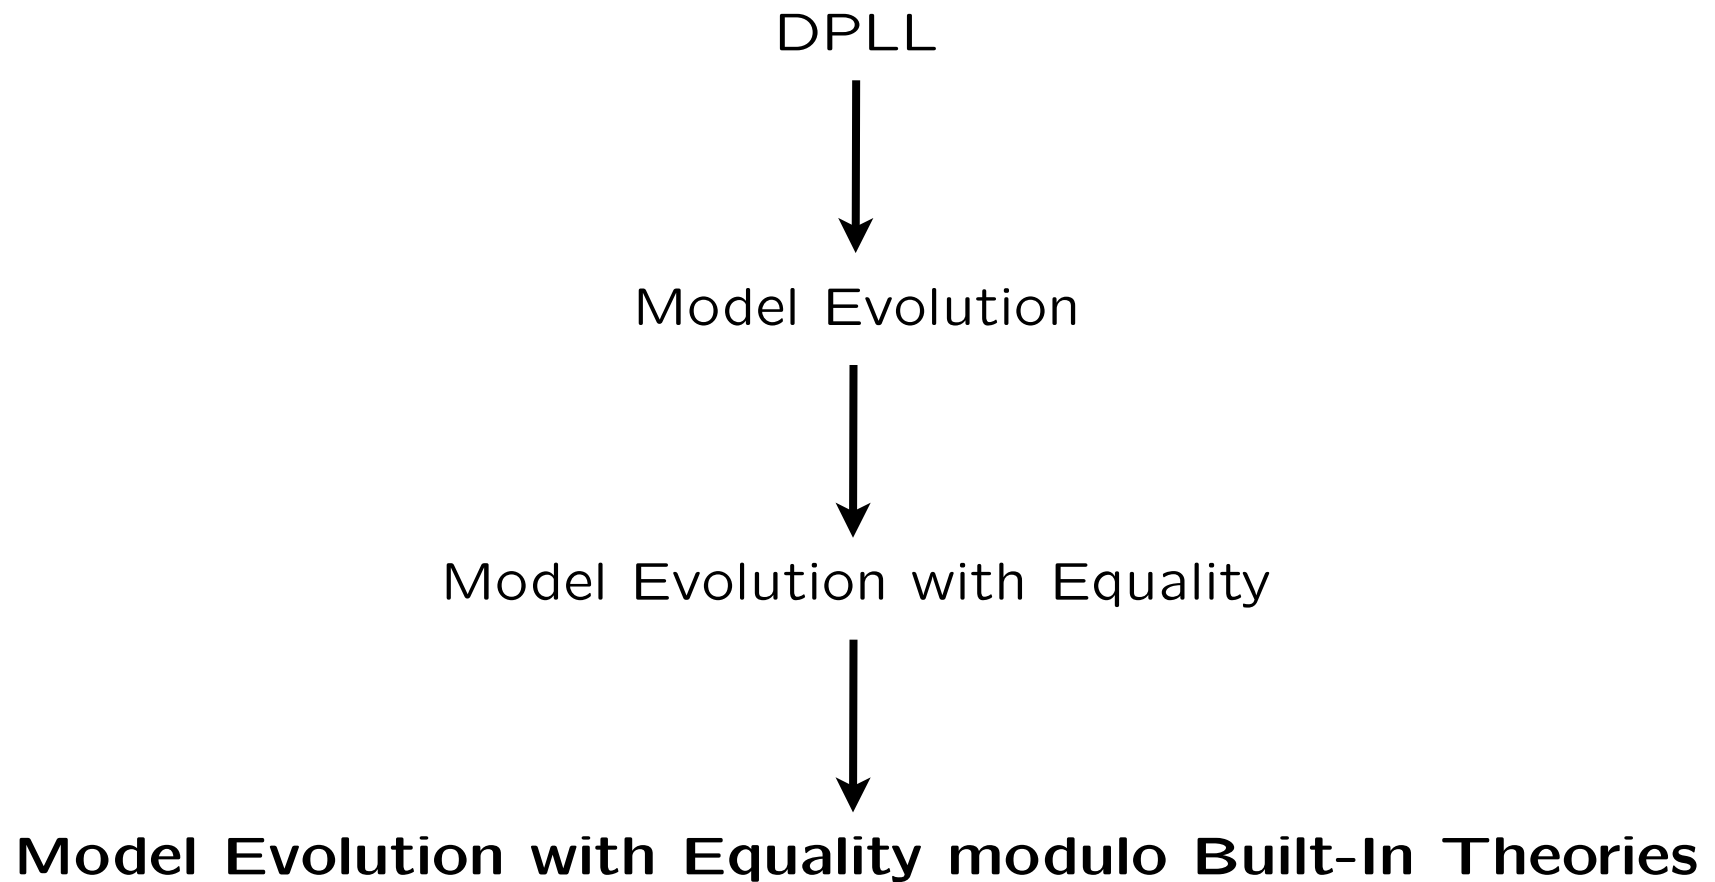 DPLL
Model Evolution
Model Evolution with Equality
Model Evolution with Equality modulo Built-In Theories